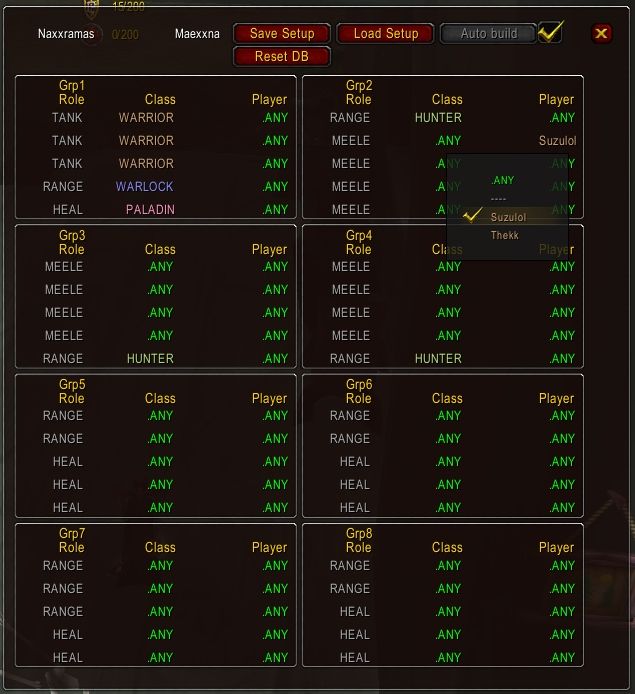 15/200
Naxxramas 0/200 Maexxna Save Setup Load Setup Auto build
Reset DB
Grp1
Role Class Player
TANK WARRIOR .ANY
TANK WARRIOR .ANY
TANK WARRIOR .ANY
RANGE WARLOCK .ANY
HEAL PALADIN .ANY
Grp2
Role Class Player
RANGE HUNTER .ANY
MEELE .ANY Suzulol
MEELE .ANY .ANY
MEELE .ANY .ANY
MEELE .ANY .ANY
.ANY
----
Suzulol
Thekk
Grp3
Role Class Player
MEELE .ANY .ANY
MEELE .ANY .ANY
MEELE .ANY .ANY
MEELE .ANY .ANY
RANGE HUNTER .ANY
Grp4
Role Class Player
MEELE .ANY .ANY
MEELE .ANY .ANY
MEELE .ANY .ANY
MEELE .ANY .ANY
RANGE HUNTER .ANY
Grp5
Role Class Player
RANGE .ANY .ANY
RANGE .ANY .ANY
HEAL .ANY .ANY
HEAL .ANY .ANY
HEAL .ANY .ANY
Grp6
Role Class Player
RANGE .ANY .ANY
RANGE .ANY .ANY
HEAL .ANY .ANY
HEAL .ANY .ANY
HEAL .ANY .ANY
Grp7
Role Class Player
RANGE .ANY .ANY
RANGE .ANY .ANY
RANGE .ANY .ANY
HEAL .ANY .ANY
HEAL .ANY .ANY
Grp8
Role Class Player
RANGE .ANY .ANY
RANGE .ANY .ANY
HEAL .ANY .ANY
HEAL .ANY .ANY
HEAL .ANY .ANY